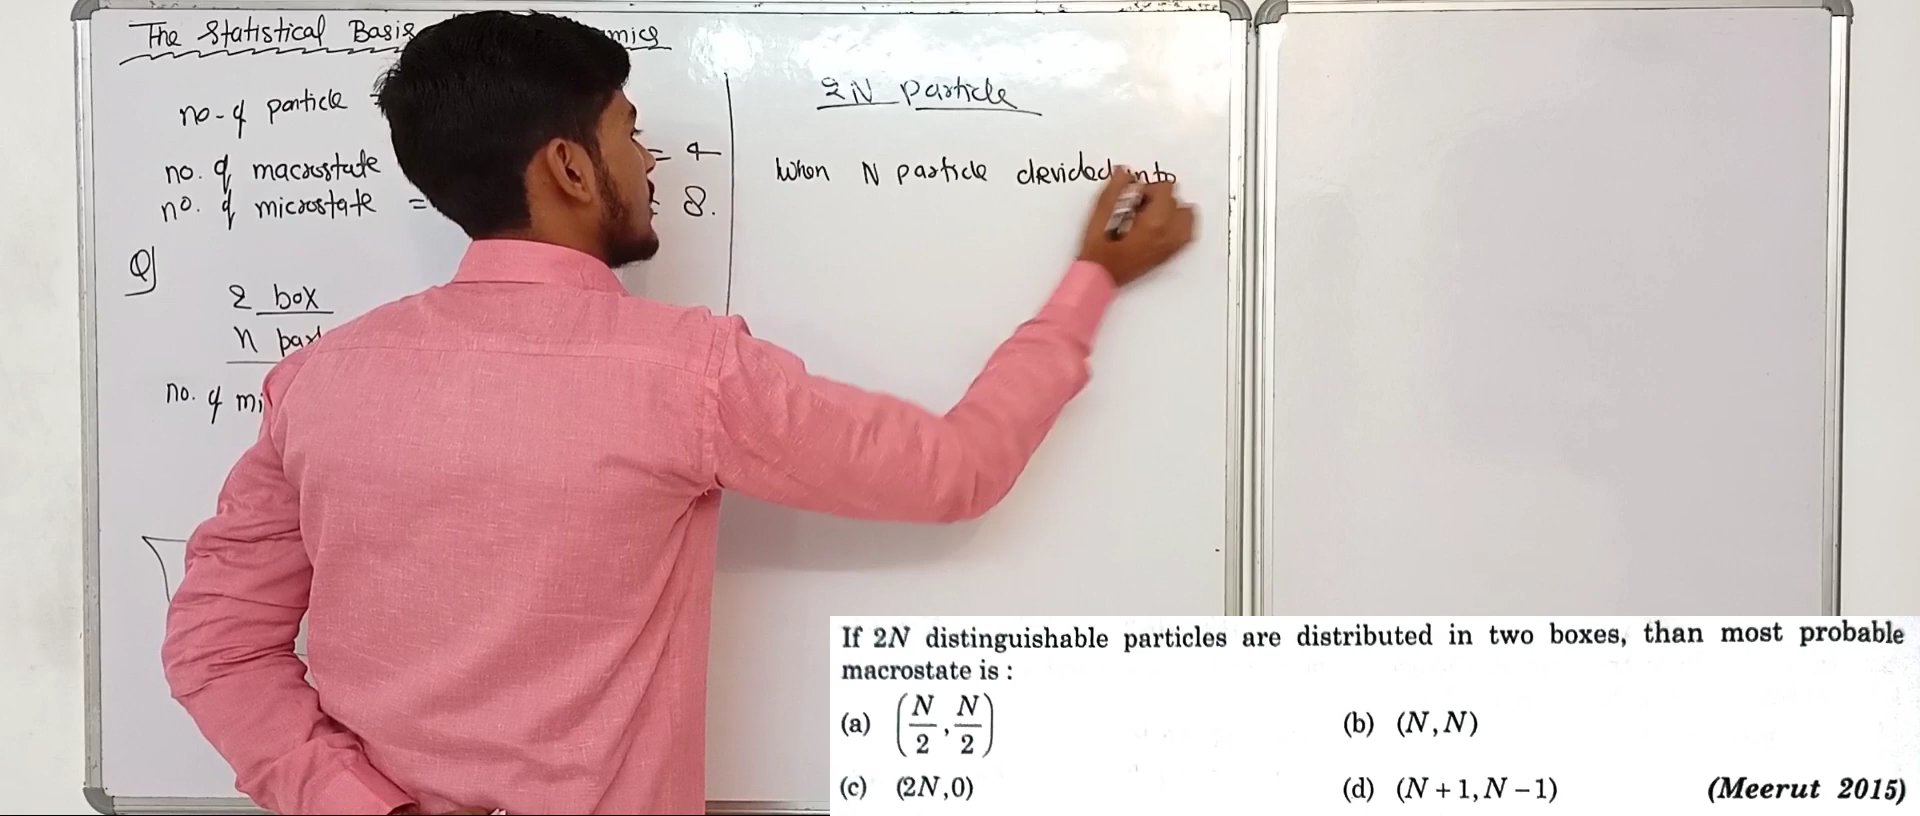 The Statistical Basis
no. of particle
no. of macrostate = 4
no. of microstate = = 8.
Q)
2 box
n
no. of
2N particle
When N particle devided into
If 2N distinguishable particles are distributed in two boxes, than most probable
macrostate is :
(a) (N/2, N/2)
(b) (N, N)
(c) (2N, 0)
(d) (N + 1, N − 1) (Meerut 2015)